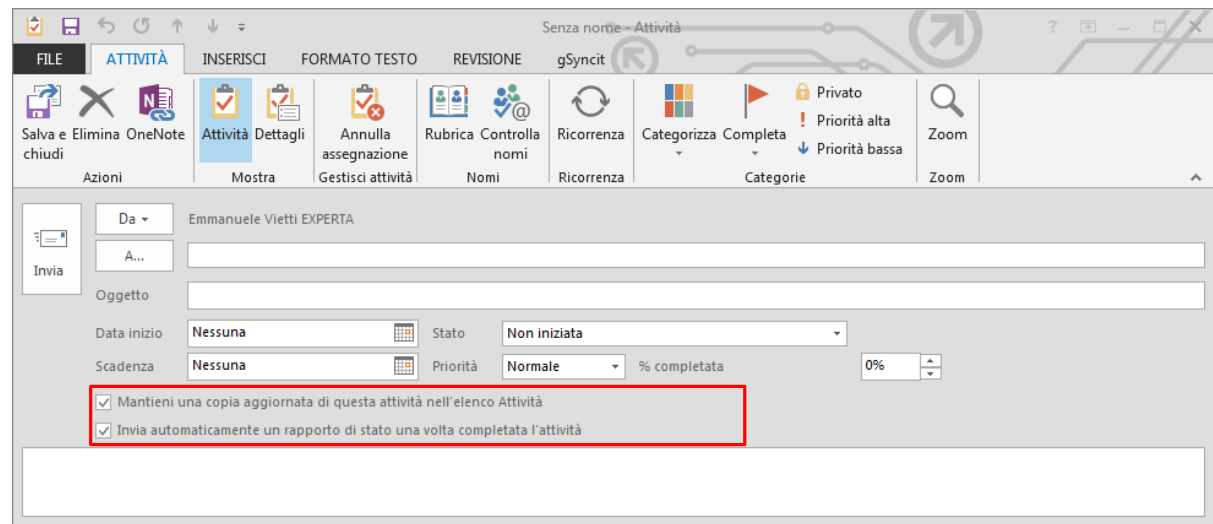 Senza nome - Attività
?
FILE ATTIVITÀ INSERISCI FORMATO TESTO REVISIONE gSyncit
Salva e chiudi
Elimina
OneNote
Azioni
Attività
Dettagli
Mostra
Annulla assegnazione
Gestisci attività
Rubrica
Controlla nomi
Nomi
Ricorrenza
Ricorrenza
Categorizza
Completa
Privato
Priorità alta
Priorità bassa
Categorie
Zoom
Zoom
Invia
Da Emmanuele Vietti EXPERTA
A...
Oggetto
Data inizio Nessuna Stato Non iniziata
Scadenza Nessuna Priorità Normale % completata 0%
Mantieni una copia aggiornata di questa attività nell'elenco Attività
Invia automaticamente un rapporto di stato una volta completata l'attività